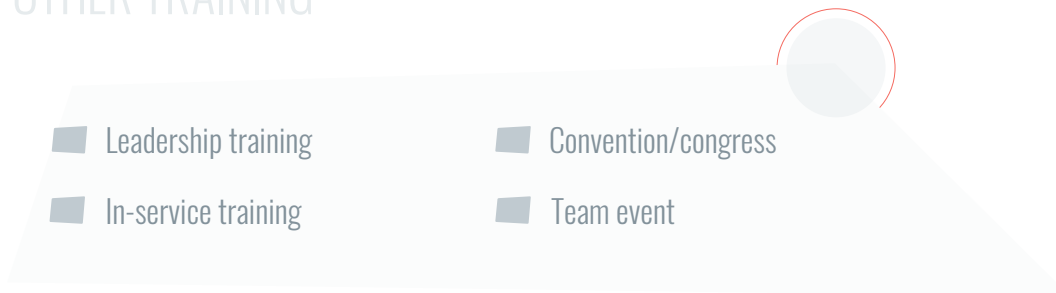 OTHER TRAINING
Leadership training
Convention/congress
In-service training
Team event